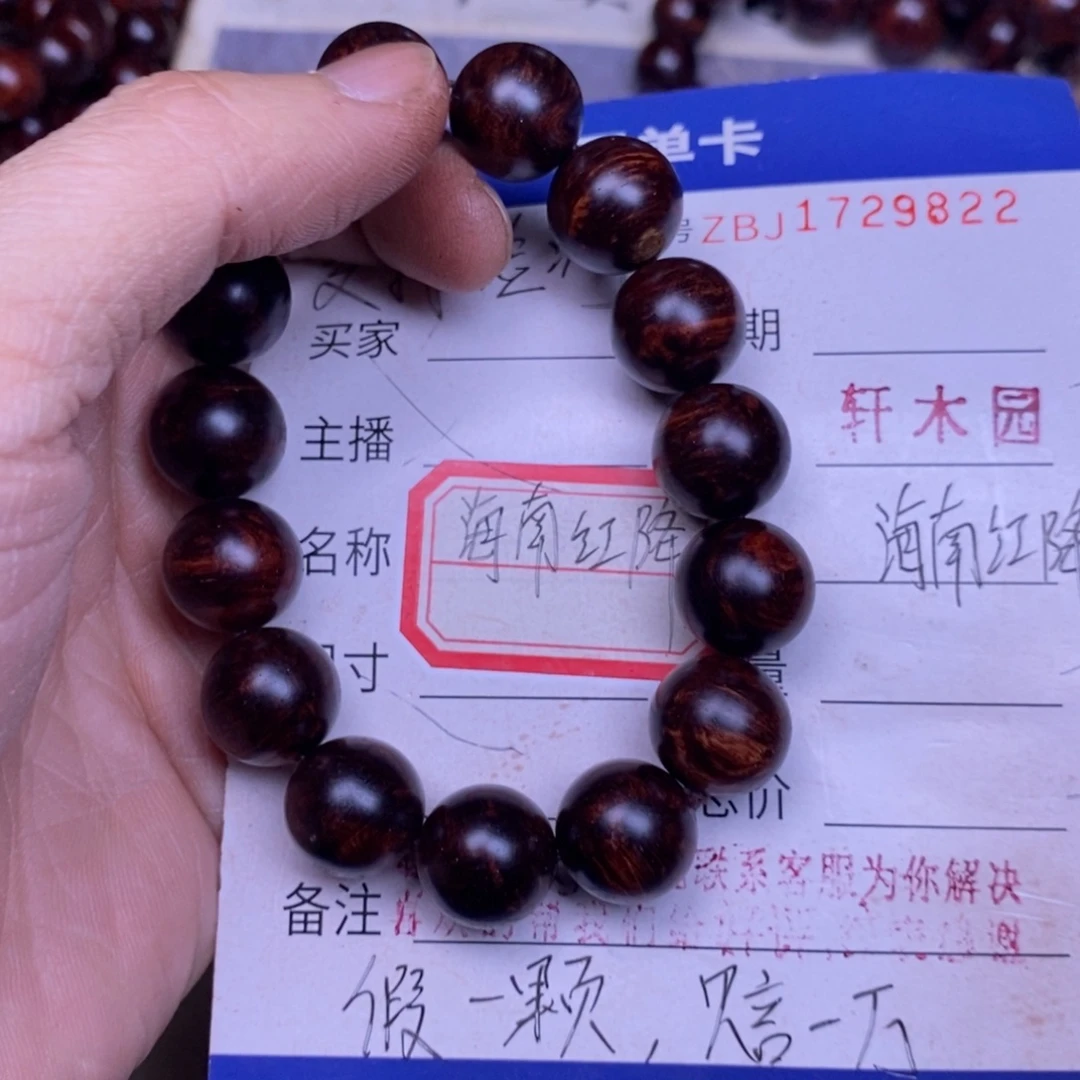 单卡
号 ZBJ1729822
买家 期
主播 轩木园
名称 海南红降 海南红降
寸 量
总价
联系客服为你解决
备注
假一颗，赔一万